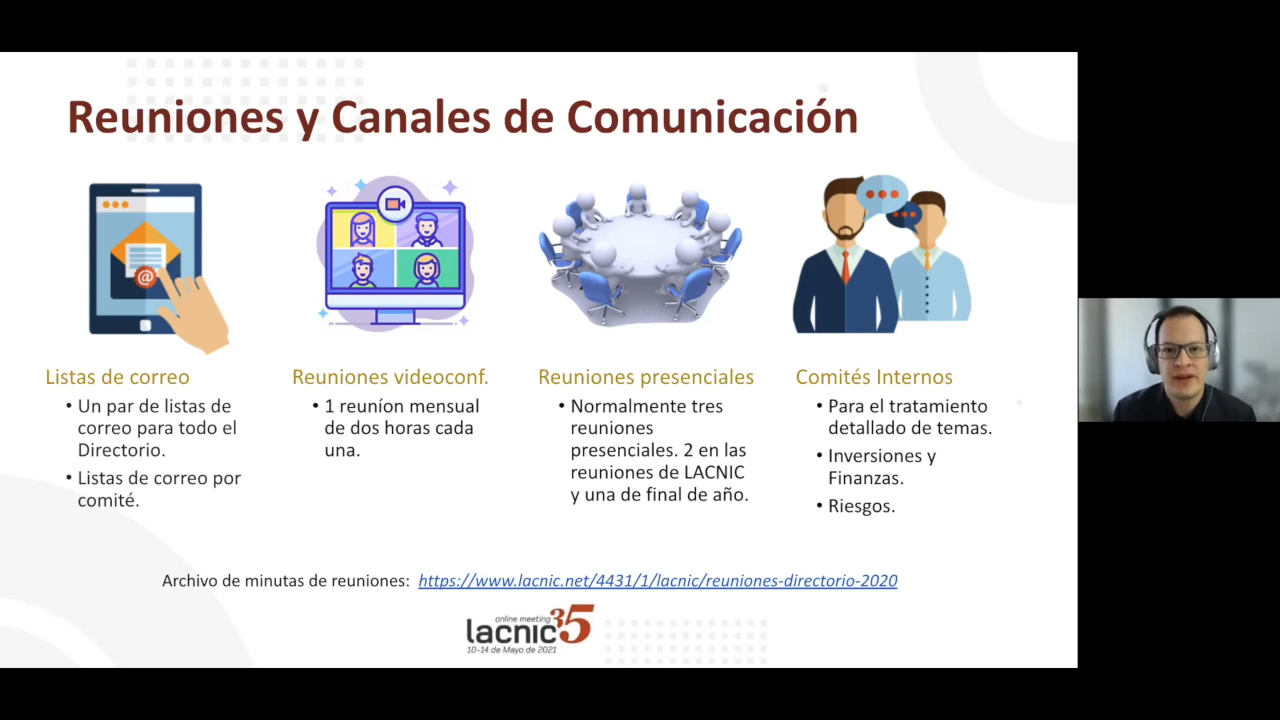 Reuniones y Canales de Comunicación
@
Listas de correo
• Un par de listas de
correo para todo el
Directorio.
• Listas de correo por
comité.
Reuniones videoconf.
• 1 reuníon mensual
de dos horas cada
una.
Reuniones presenciales
• Normalmente tres
reuniones
presenciales. 2 en las
reuniones de LACNIC
y una de final de año.
Comités Internos
• Para el tratamiento
detallado de temas.
• Inversiones y
Finanzas.
• Riesgos.
Archivo de minutas de reuniones: https://www.lacnic.net/4431/1/lacnic/reuniones-directorio-2020
online meeting
lacnic35
10-14 de Mayo de 2021